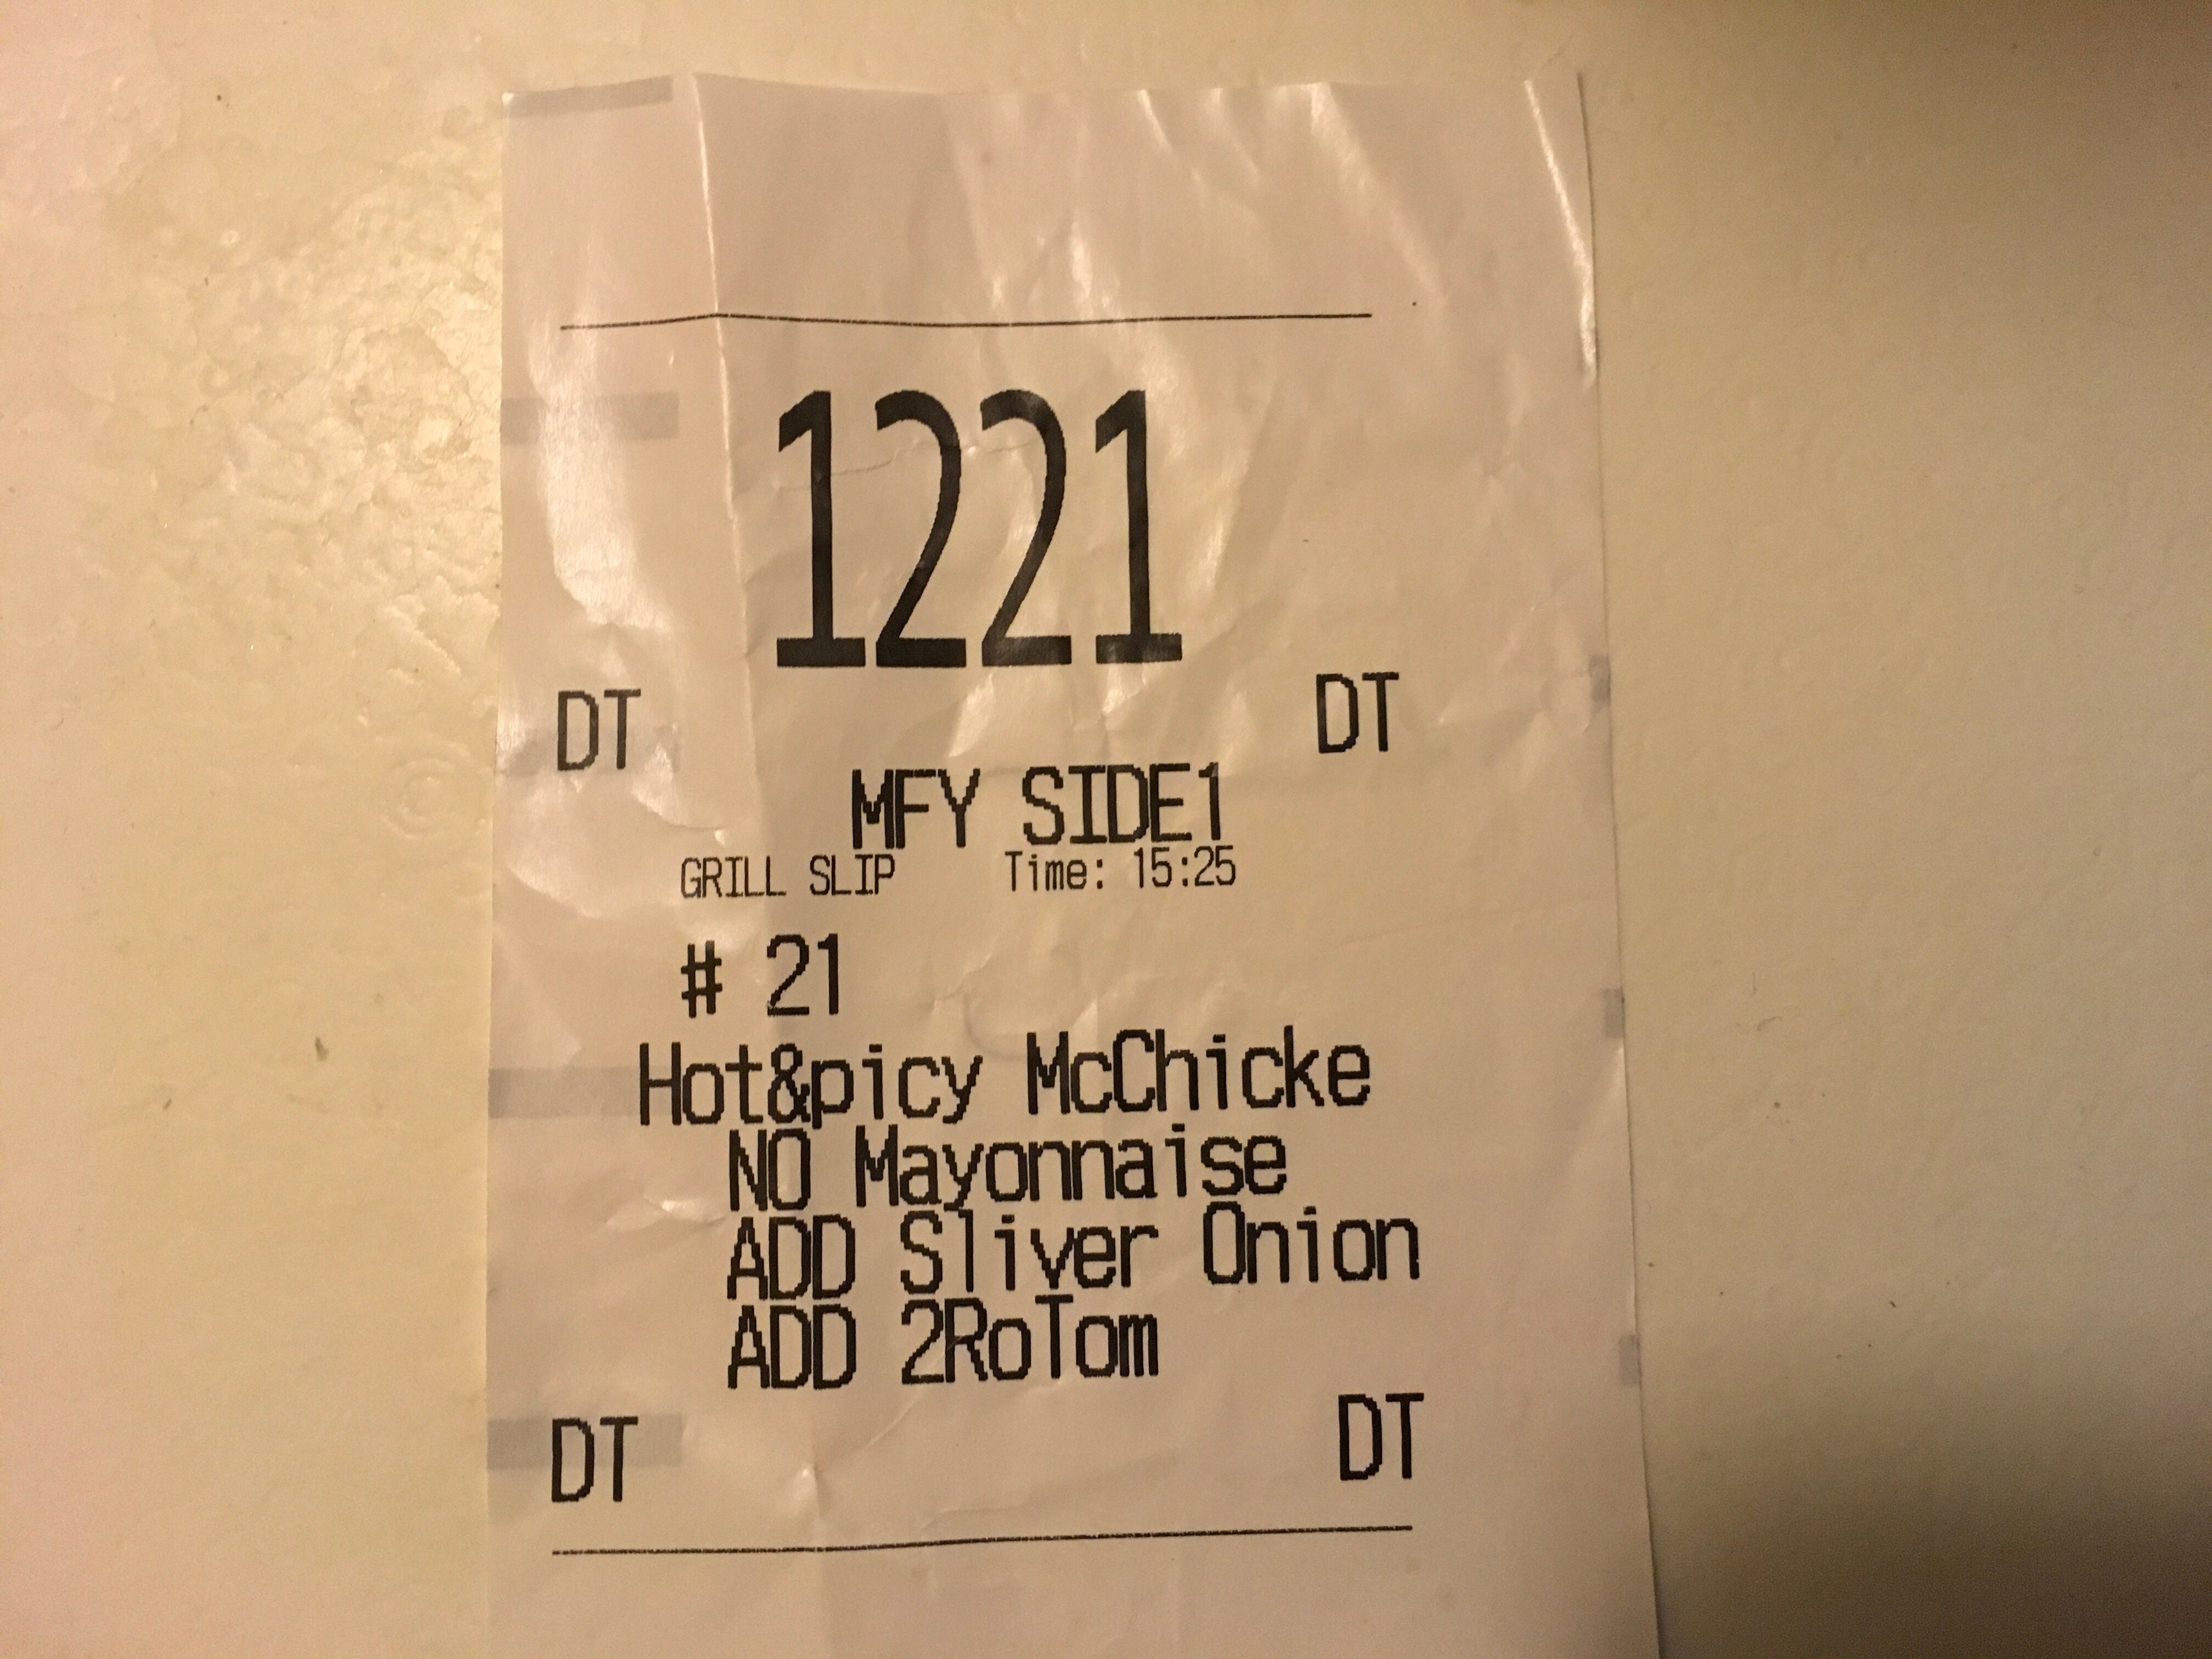 1221
DT DT
MFY SIDE1
GRILL SLIP Time: 15:25
# 21
Hot&picy McChicke
NO Mayonnaise
ADD Sliver Onion
ADD 2RoTom
DT DT